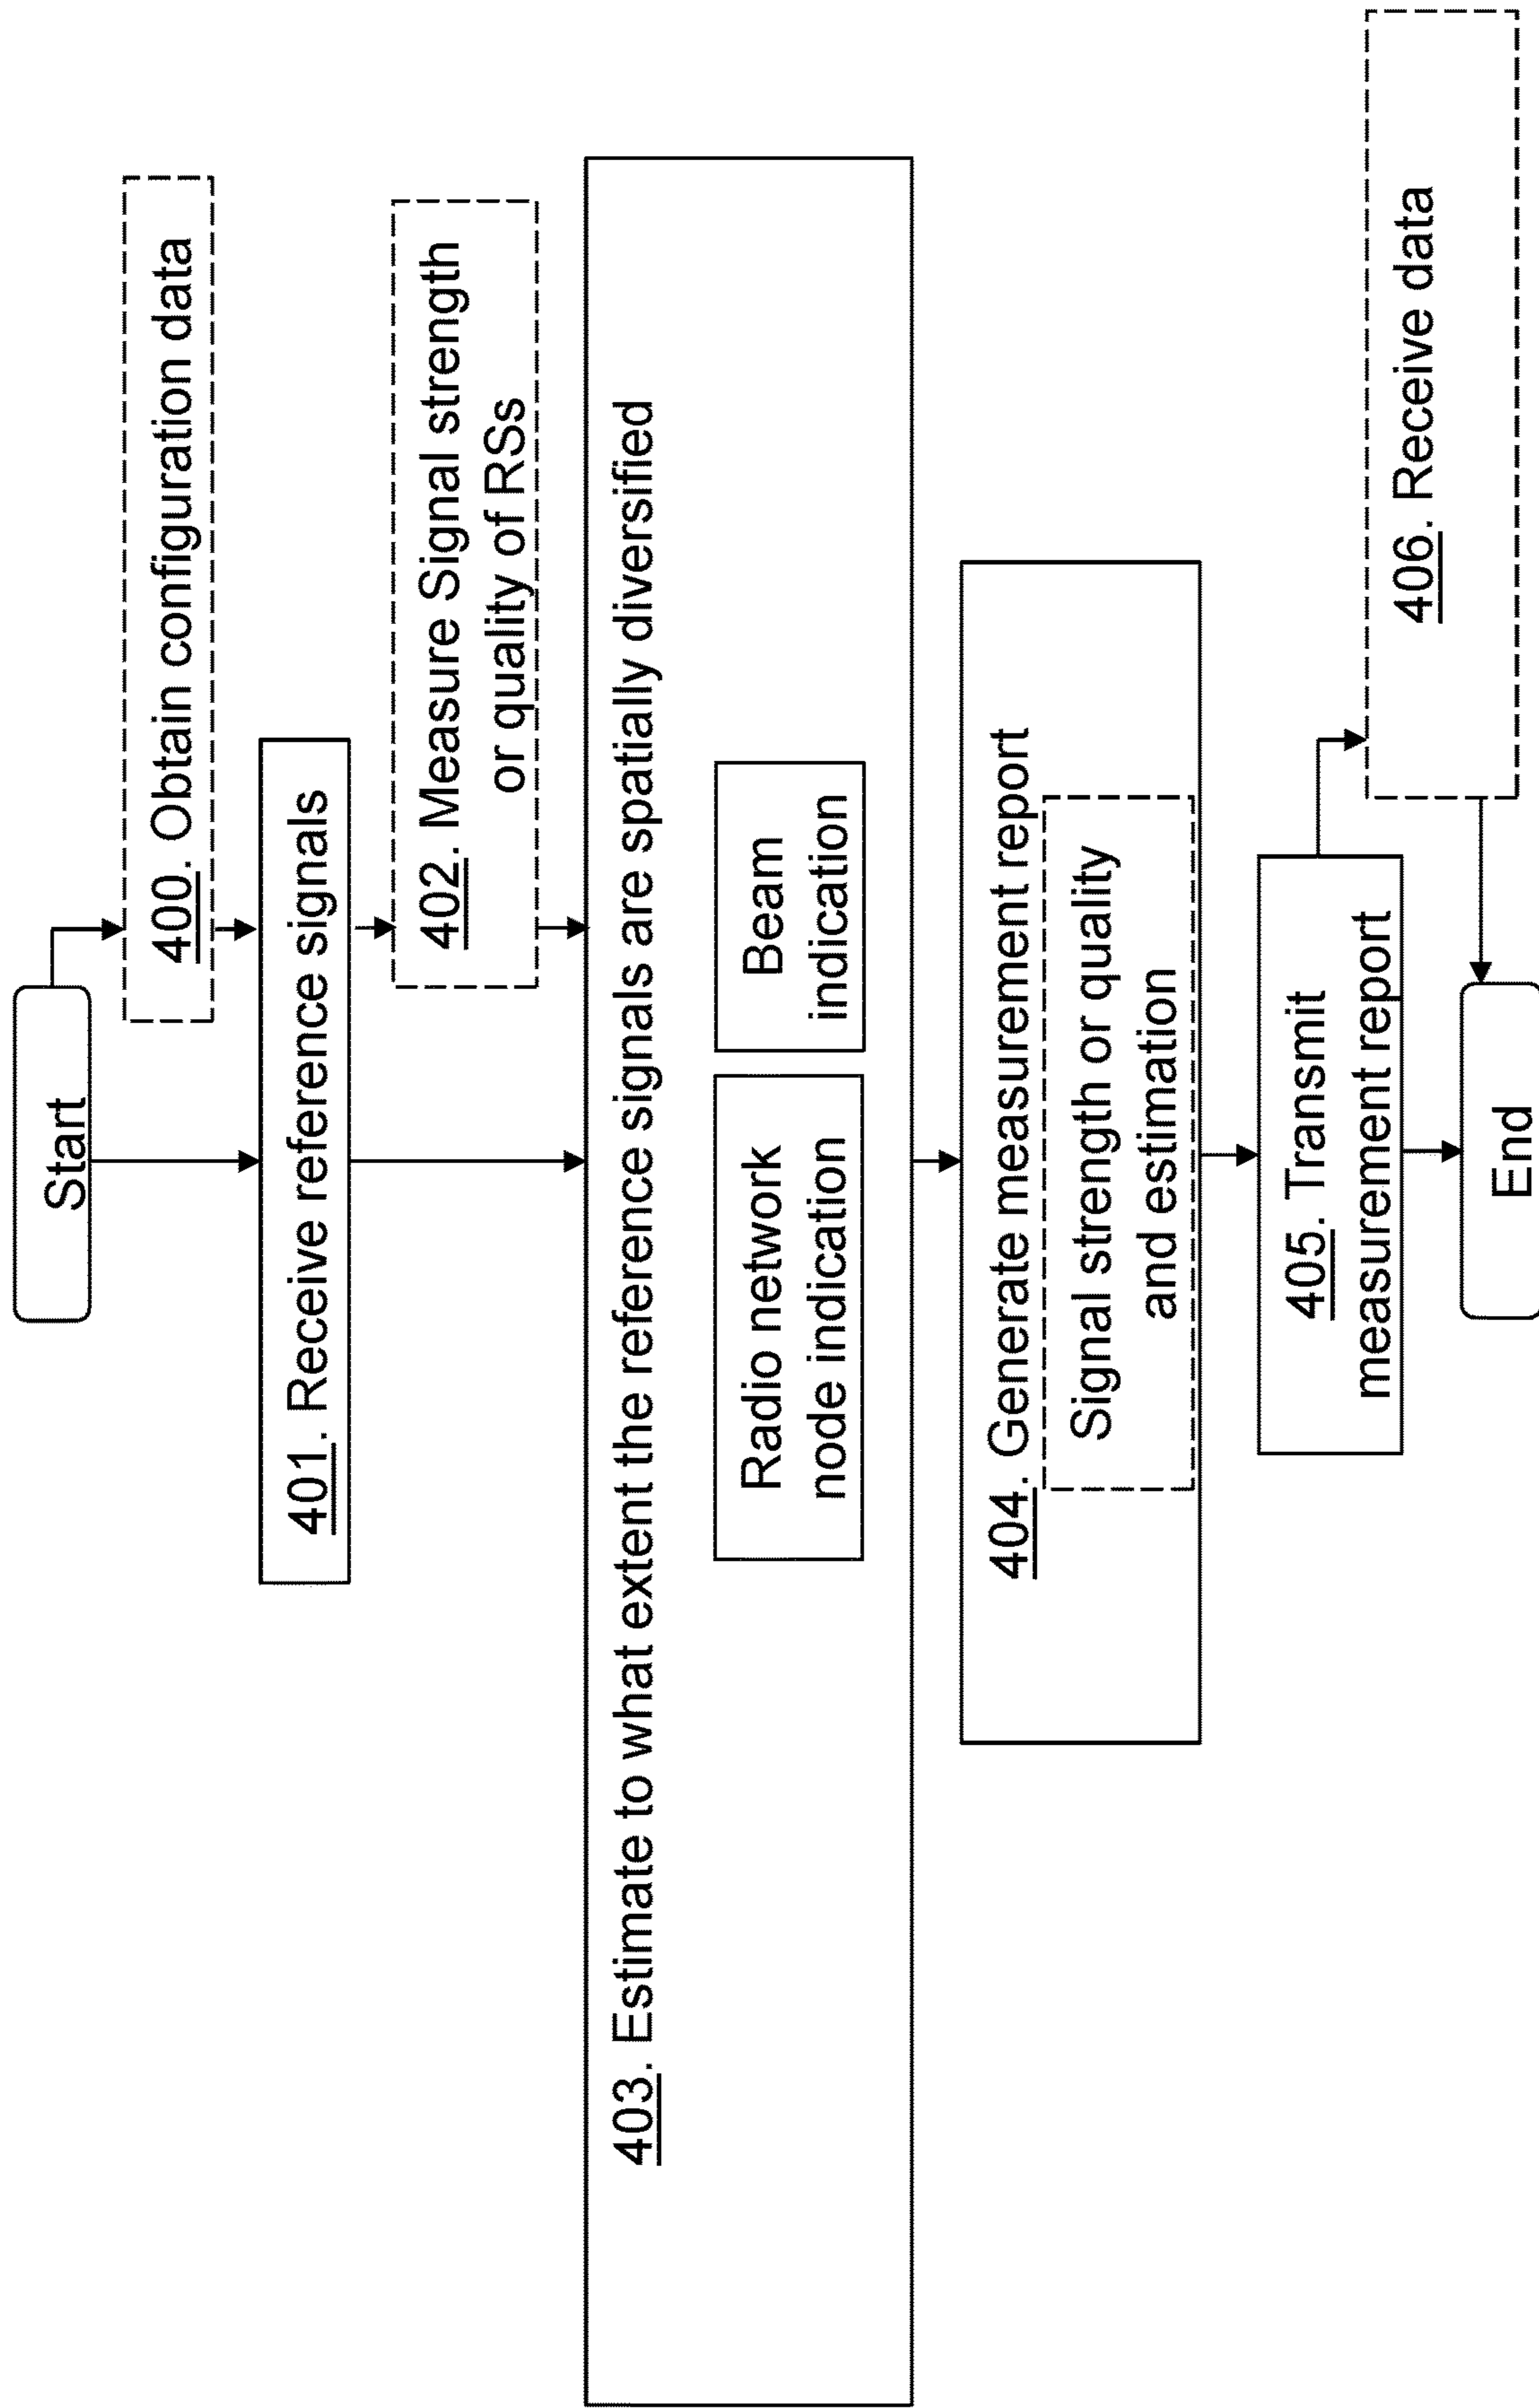 Start
400. Obtain configuration data
401. Receive reference signals
402. Measure Signal strength
or quality of RSs
403. Estimate to what extent the reference signals are spatially diversified
Radio network
node indication
Beam
indication
404. Generate measurement report
Signal strength or quality
and estimation
405. Transmit
measurement report
406. Receive data
End